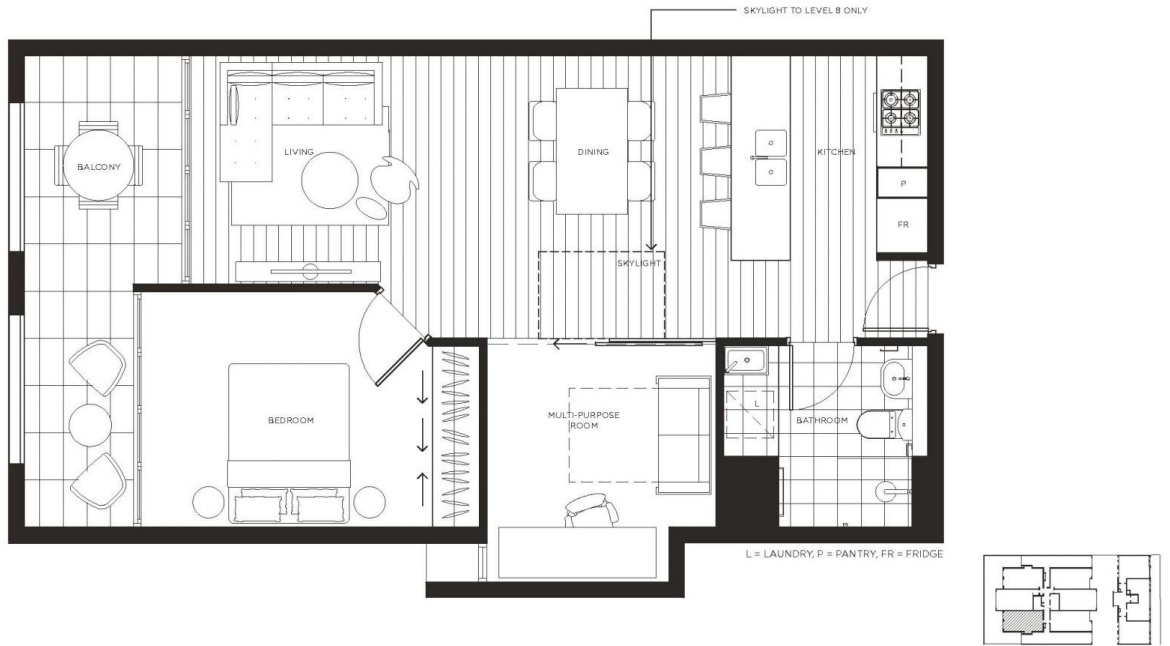 SKYLIGHT TO LEVEL 8 ONLY
BALCONY
LIVING
DINING
KITCHEN
P
FR
SKYLIGHT
BEDROOM
MULTI-PURPOSE
ROOM
L
BATHROOM
L = LAUNDRY, P = PANTRY, FR = FRIDGE